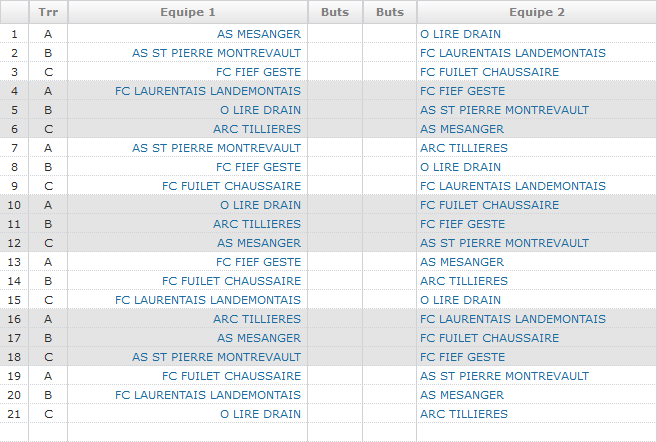 Trr Equipe 1 Buts Buts Equipe 2
1 A AS MESANGER O LIRE DRAIN
2 B AS ST PIERRE MONTREVAULT FC LAURENTAIS LANDEMONTAIS
3 C FC FIEF GESTE FC FUILET CHAUSSAIRE
4 A FC LAURENTAIS LANDEMONTAIS FC FIEF GESTE
5 B O LIRE DRAIN AS ST PIERRE MONTREVAULT
6 C ARC TILLIERES AS MESANGER
7 A AS ST PIERRE MONTREVAULT ARC TILLIERES
8 B FC FIEF GESTE O LIRE DRAIN
9 C FC FUILET CHAUSSAIRE FC LAURENTAIS LANDEMONTAIS
10 A O LIRE DRAIN FC FUILET CHAUSSAIRE
11 B ARC TILLIERES FC FIEF GESTE
12 C AS MESANGER AS ST PIERRE MONTREVAULT
13 A FC FIEF GESTE AS MESANGER
14 B FC FUILET CHAUSSAIRE ARC TILLIERES
15 C FC LAURENTAIS LANDEMONTAIS O LIRE DRAIN
16 A ARC TILLIERES FC LAURENTAIS LANDEMONTAIS
17 B AS MESANGER FC FUILET CHAUSSAIRE
18 C AS ST PIERRE MONTREVAULT FC FIEF GESTE
19 A FC FUILET CHAUSSAIRE AS ST PIERRE MONTREVAULT
20 B FC LAURENTAIS LANDEMONTAIS AS MESANGER
21 C O LIRE DRAIN ARC TILLIERES